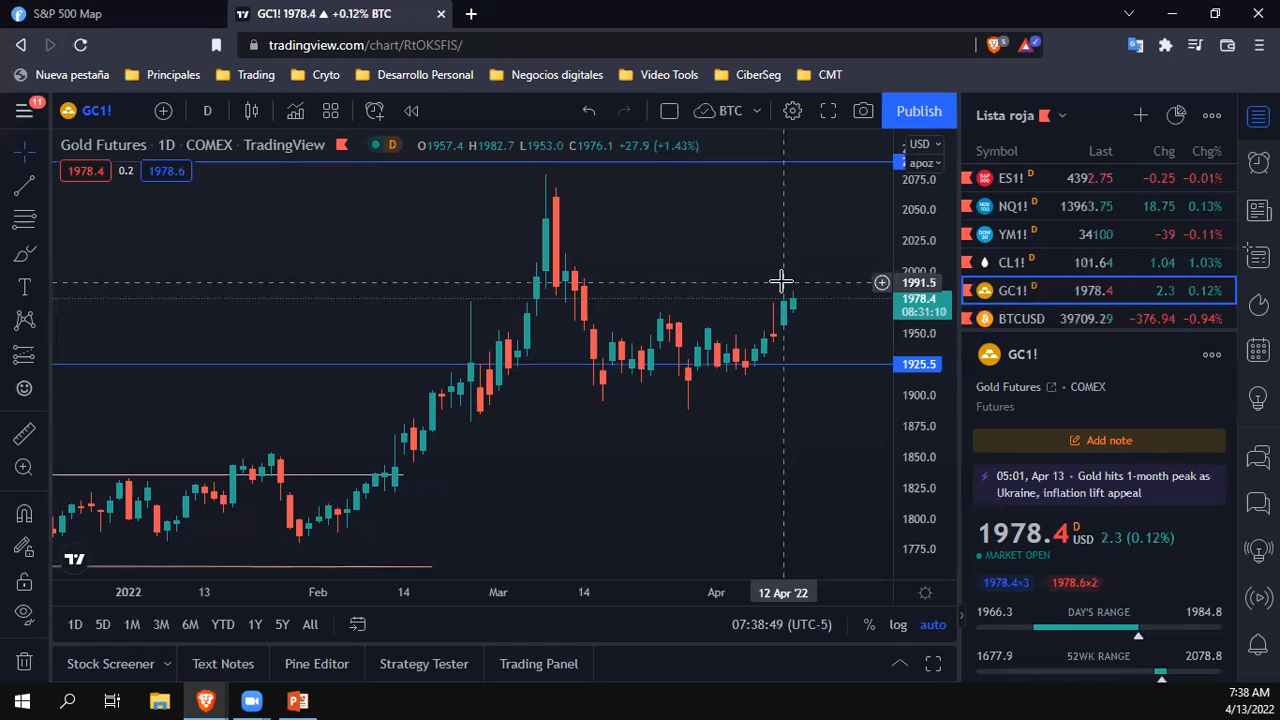 S&P 500 Map
GC1! 1978.4 ▲ +0.12% BTC
tradingview.com/chart/RtOKSFIS/
5
Nueva pestaña Principales Trading Cryto Desarrollo Personal Negocios digitales Video Tools CiberSeg CMT
11
GC1! D BTC Publish
Gold Futures · 1D · COMEX · TradingView D O1957.4 H1982.7 L1953.0 C1976.1 +27.9 (+1.43%)
1978.4 0.2 1978.6
USD
apoz
2075.0
2050.0
2025.0
2000.0
1991.5
1978.4
08:31:10
1950.0
1925.5
1900.0
1875.0
1850.0
1825.0
1800.0
1775.0
2022 13 Feb 14 Mar 14 Apr 12 Apr '22
1D 5D 1M 3M 6M YTD 1Y 5Y All 07:38:49 (UTC-5) % log auto
Stock Screener Text Notes Pine Editor Strategy Tester Trading Panel
Lista roja
Symbol Last Chg Chg%
ES1! D 4392.75 −0.25 −0.01%
NQ1! D 13963.75 18.75 0.13%
YM1! D 34100 −39 −0.11%
CL1! D 101.64 1.04 1.03%
GC1! D 1978.4 2.3 0.12%
BTCUSD 39709.29 −376.94 −0.94%
GC1!
Gold Futures • COMEX
Futures
Add note
05:01, Apr 13 · Gold hits 1-month peak as
Ukraine, inflation lift appeal
1978.4 D USD 2.3 (0.12%)
MARKET OPEN
1978.4×3 1978.6×2
1966.3 DAY'S RANGE 1984.8
1677.9 52WK RANGE 2078.8
7:38 AM
4/13/2022